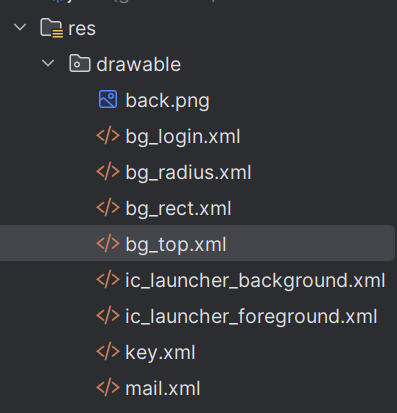 res
drawable
back.png
bg_login.xml
bg_radius.xml
bg_rect.xml
bg_top.xml
ic_launcher_background.xml
ic_launcher_foreground.xml
key.xml
mail.xml